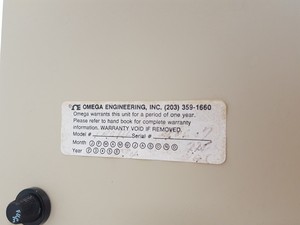 OMEGA ENGINEERING, INC. (203) 359-1660
Omega warrants this unit for a period of one year.
Please refer to hand book for complete warranty
information. WARRANTY VOID IF REMOVED.
Model # Serial #
Month J F M A M J J A S O N D
Year